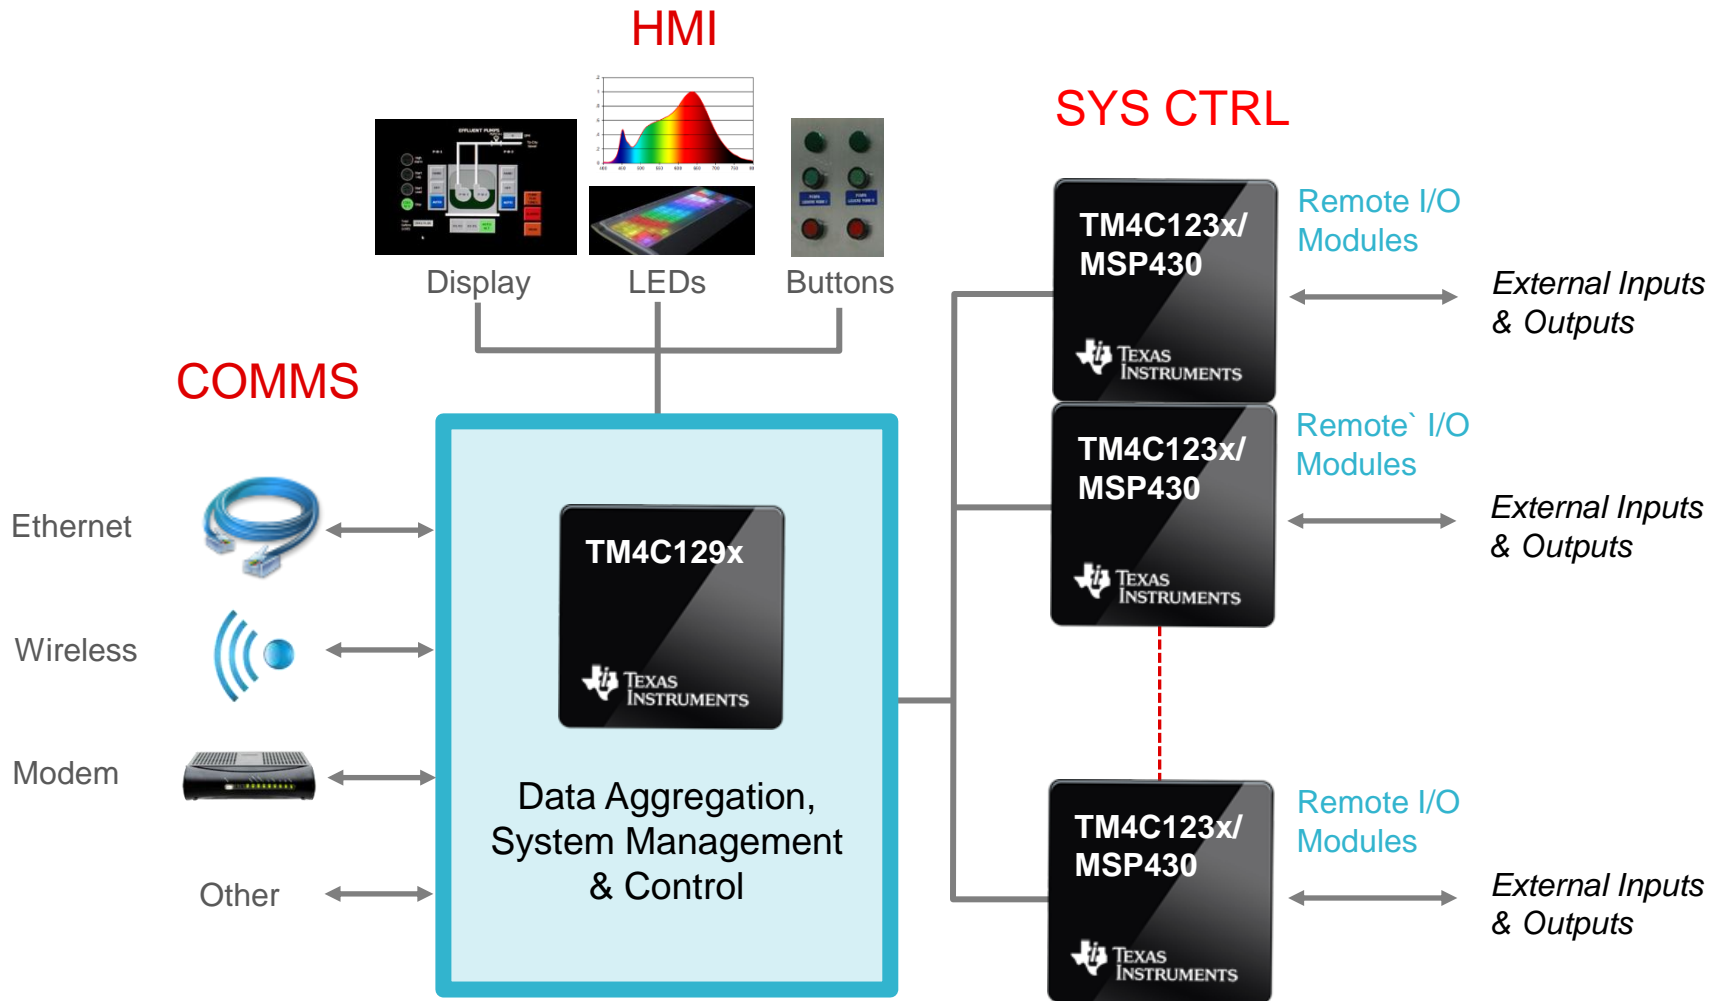 HMI
EFFLUENT PUMPS
Display
LEDs
Buttons
SYS CTRL
TM4C123x/
MSP430
TEXAS
INSTRUMENTS
Remote I/O
Modules
External Inputs
& Outputs
COMMS
TM4C123x/
MSP430
TEXAS
INSTRUMENTS
Remote` I/O
Modules
External Inputs
& Outputs
Ethernet
Wireless
Modem
Other
TM4C129x
TEXAS
INSTRUMENTS
Data Aggregation,
System Management
& Control
TM4C123x/
MSP430
TEXAS
INSTRUMENTS
Remote I/O
Modules
External Inputs
& Outputs